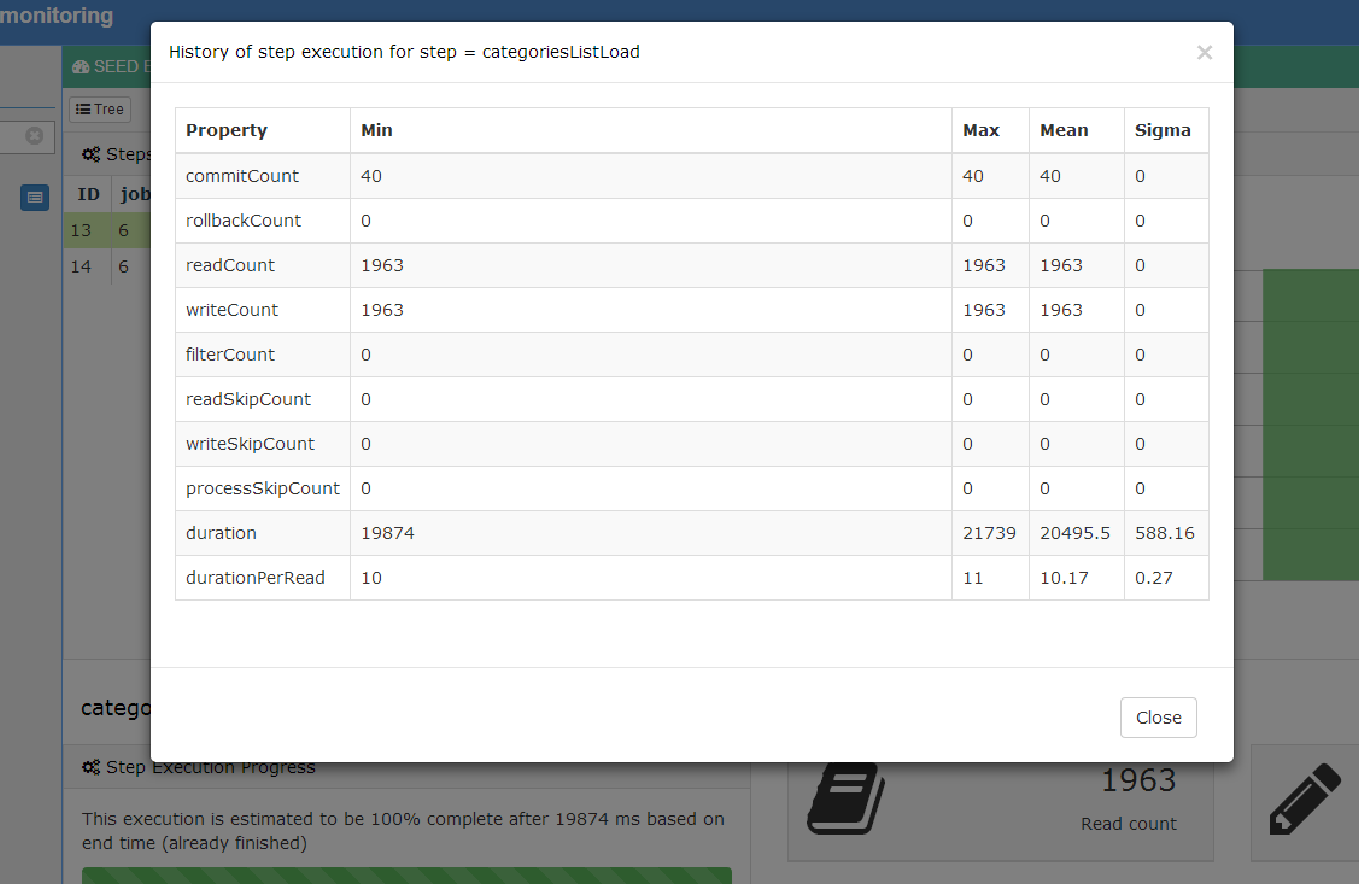 monitoring
History of step execution for step = categoriesListLoad
×
SEED
Tree
Steps
ID job
13 6
14 6
Property Min Max Mean Sigma
commitCount 40 40 40 0
rollbackCount 0 0 0 0
readCount 1963 1963 1963 0
writeCount 1963 1963 1963 0
filterCount 0 0 0 0
readSkipCount 0 0 0 0
writeSkipCount 0 0 0 0
processSkipCount 0 0 0 0
duration 19874 21739 20495.5 588.16
durationPerRead 10 11 10.17 0.27
Close
catego
Step Execution Progress
This execution is estimated to be 100% complete after 19874 ms based on
end time (already finished)
1963
Read count